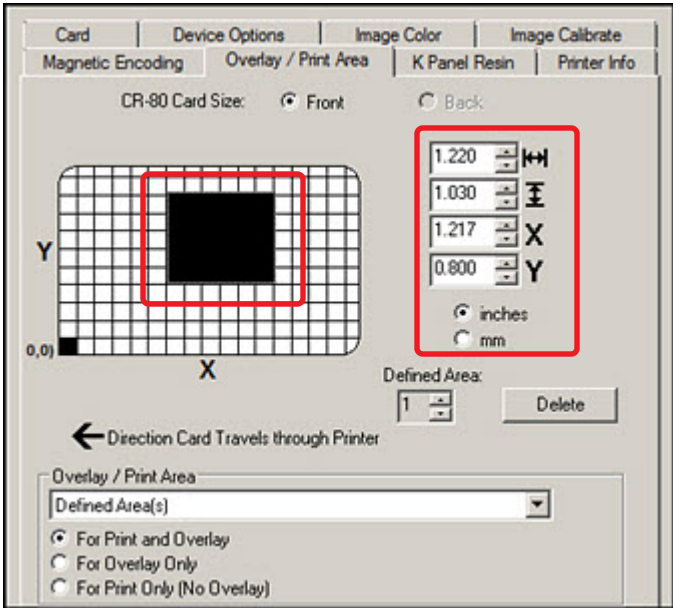 Card Device Options Image Color Image Calibrate
Magnetic Encoding Overlay / Print Area K Panel Resin Printer Info
CR-80 Card Size: Front Back
1.220
1.030
1.217 X
0.800 Y
Y
inches
mm
0,0)
X
Defined Area:
1 Delete
Direction Card Travels through Printer
Overlay / Print Area
Defined Area(s)
For Print and Overlay
For Overlay Only
For Print Only (No Overlay)